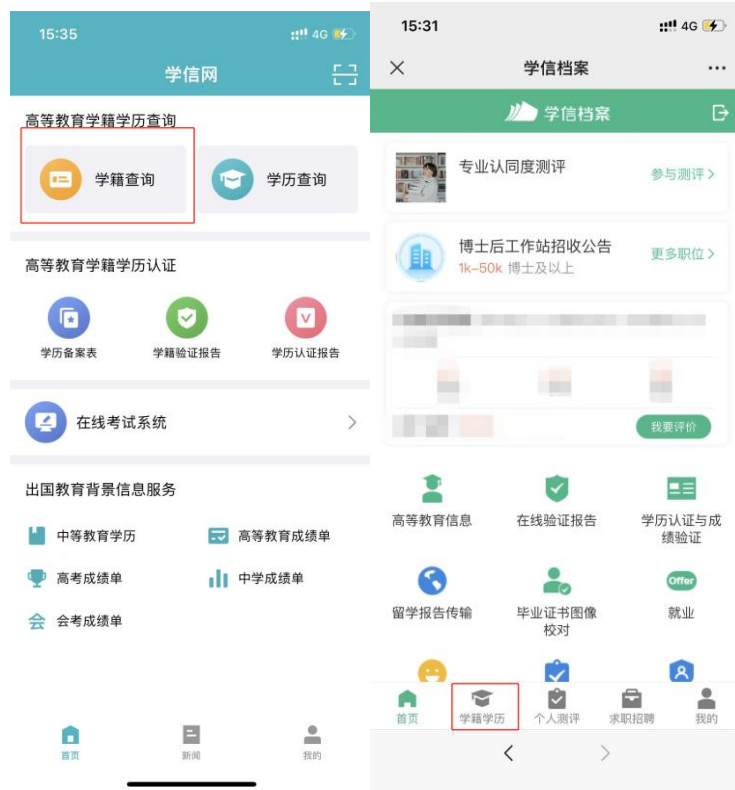 15:35
4G
学信网
高等教育学籍学历查询
学籍查询
学历查询
高等教育学籍学历认证
学历备案表
学籍验证报告
学历认证报告
在线考试系统
出国教育背景信息服务
中等教育学历
高等教育成绩单
高考成绩单
中学成绩单
会
会考成绩单
首页
新闻
我的
15:31
4G
学信档案
学信档案
专业认同度测评
参与测评
博士后工作站招收公告
1k-50k 博士及以上
更多职位
我要评价
高等教育信息
在线验证报告
学历认证与成
绩验证
留学报告传输
毕业证书图像
校对
Offer
就业
首页
学籍学历
个人测评
求职招聘
我的